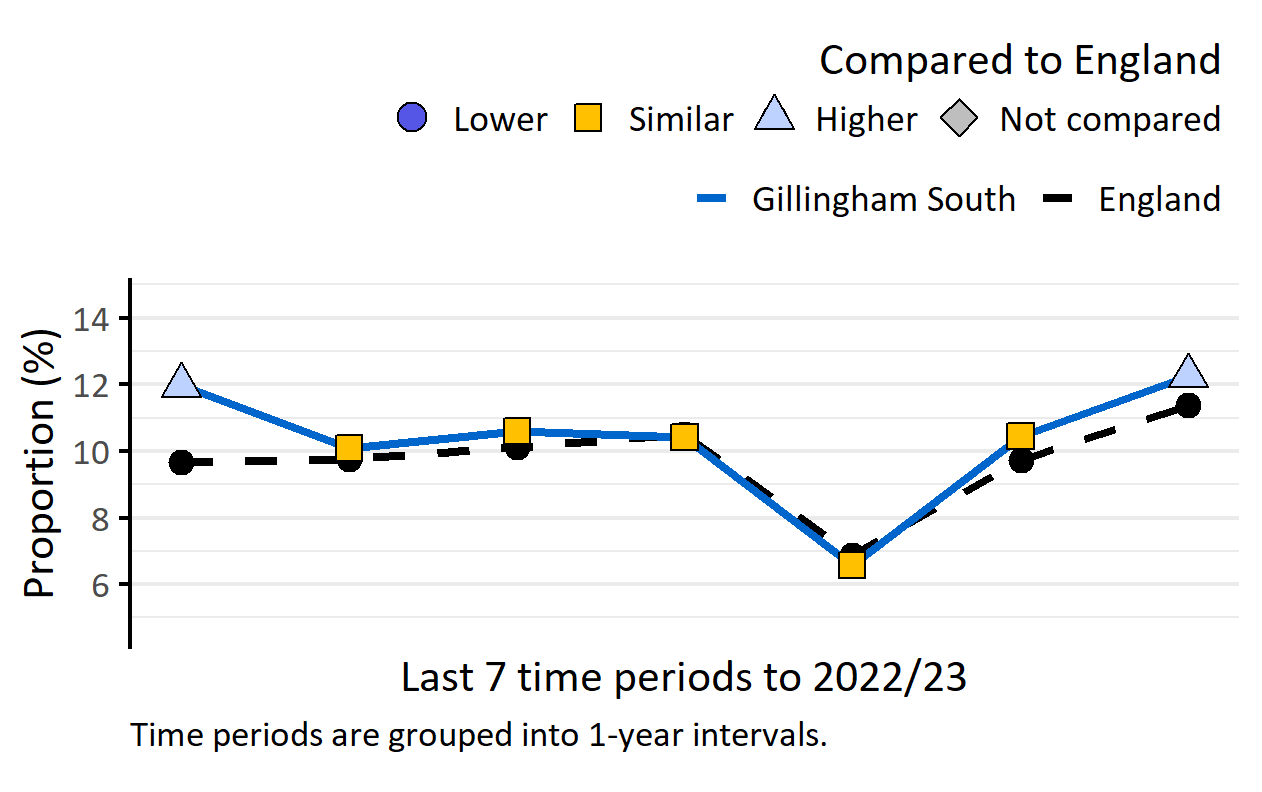 Compared to England
Lower Similar Higher Not compared
Gillingham South England
Proportion (%)
14
12
10
8
6
Last 7 time periods to 2022/23
Time periods are grouped into 1-year intervals.